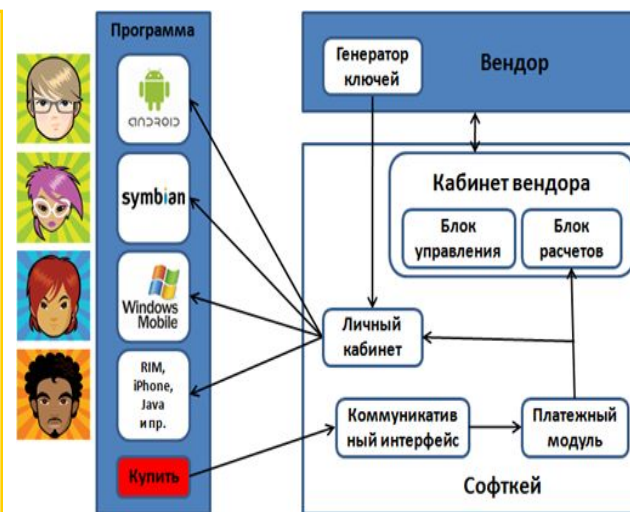 Программа
android
symbian
Windows
Mobile
RIM,
iPhone,
Java
и пр.
Купить
Генератор
ключей
Вендор
Кабинет вендора
Блок
управления
Блок
расчетов
Личный
кабинет
Коммуникатив
ный интерфейс
Платежный
модуль
Софткей